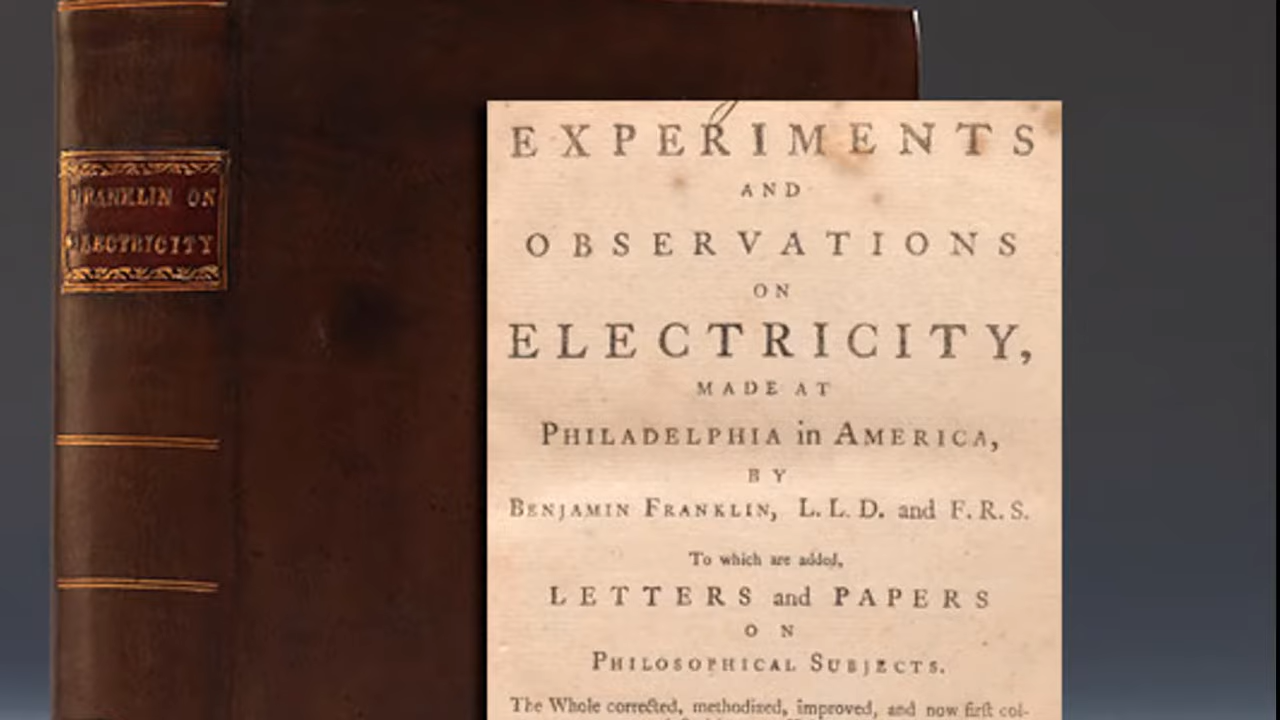 FRANKLIN ON
ELECTRICITY
EXPERIMENTS
AND
OBSERVATIONS
ON
ELECTRICITY,
MADE AT
PHILADELPHIA in AMERICA,
BY
BENJAMIN FRANKLIN, L. L. D. and F. R. S.
To which are added,
LETTERS and PAPERS
ON
PHILOSOPHICAL SUBJECTS.
The Whole corrected, methodized, improved, and now firſt col-